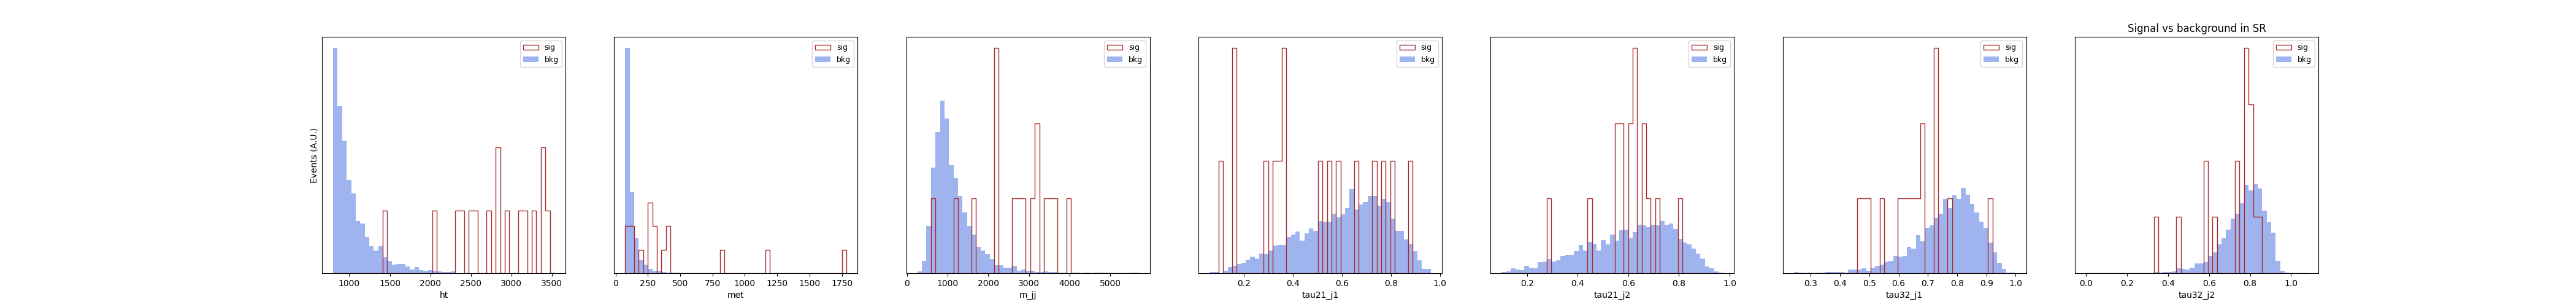 Signal vs background in SR
Events (A.U.)
sig
bkg
1000 1500 2000 2500 3000 3500
ht
sig
bkg
0 250 500 750 1000 1250 1500 1750
met
sig
bkg
0 1000 2000 3000 4000 5000
m_jj
sig
bkg
0.2 0.4 0.6 0.8 1.0
tau21_j1
sig
bkg
0.2 0.4 0.6 0.8 1.0
tau21_j2
sig
bkg
0.3 0.4 0.5 0.6 0.7 0.8 0.9 1.0
tau32_j1
sig
bkg
0.0 0.2 0.4 0.6 0.8 1.0
tau32_j2